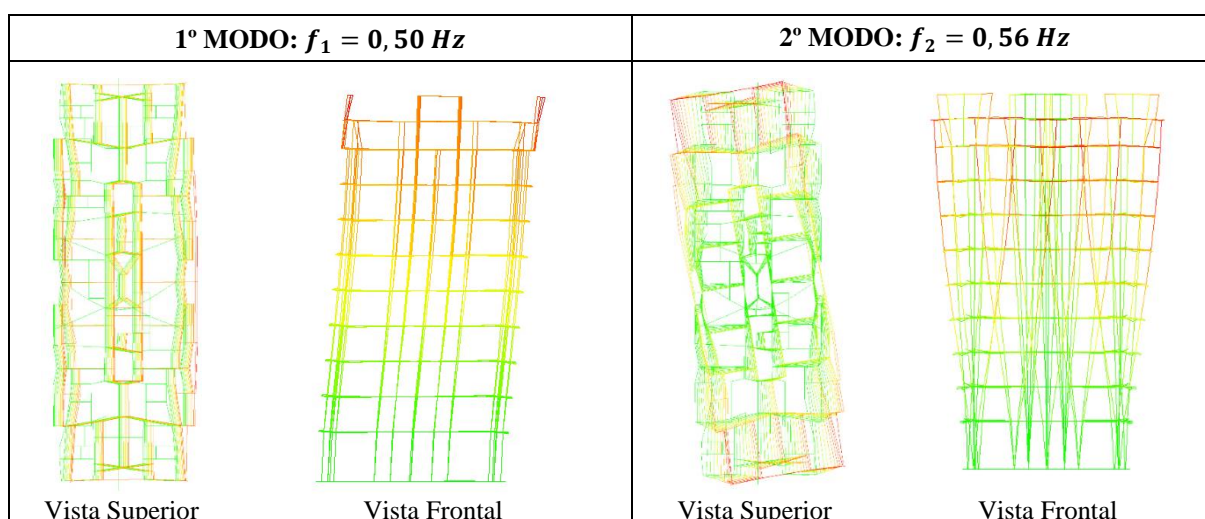 1º MODO: f₁ = 0,50 Hz
2º MODO: f₂ = 0,56 Hz
Vista Superior
Vista Frontal
Vista Superior
Vista Frontal